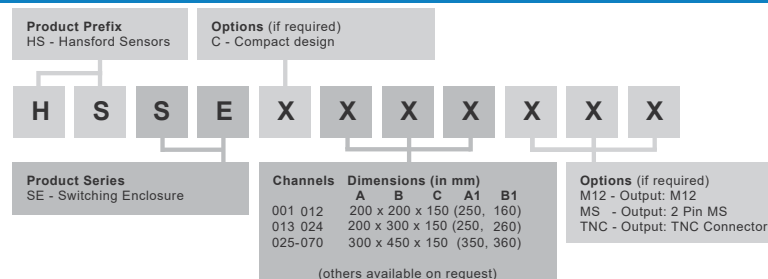 Product Prefix
HS - Hansford Sensors
Options (if required)
C - Compact design
H S S E X X X X X X X
Product Series
SE - Switching Enclosure
Channels Dimensions (in mm)
A B C A1 B1
001 012 200 x 200 x 150 (250, 160)
013 024 200 x 300 x 150 (250, 260)
025-070 300 x 450 x 150 (350, 360)
(others available on request)
Options (if required)
M12 - Output: M12
MS - Output: 2 Pin MS
TNC - Output: TNC Connector